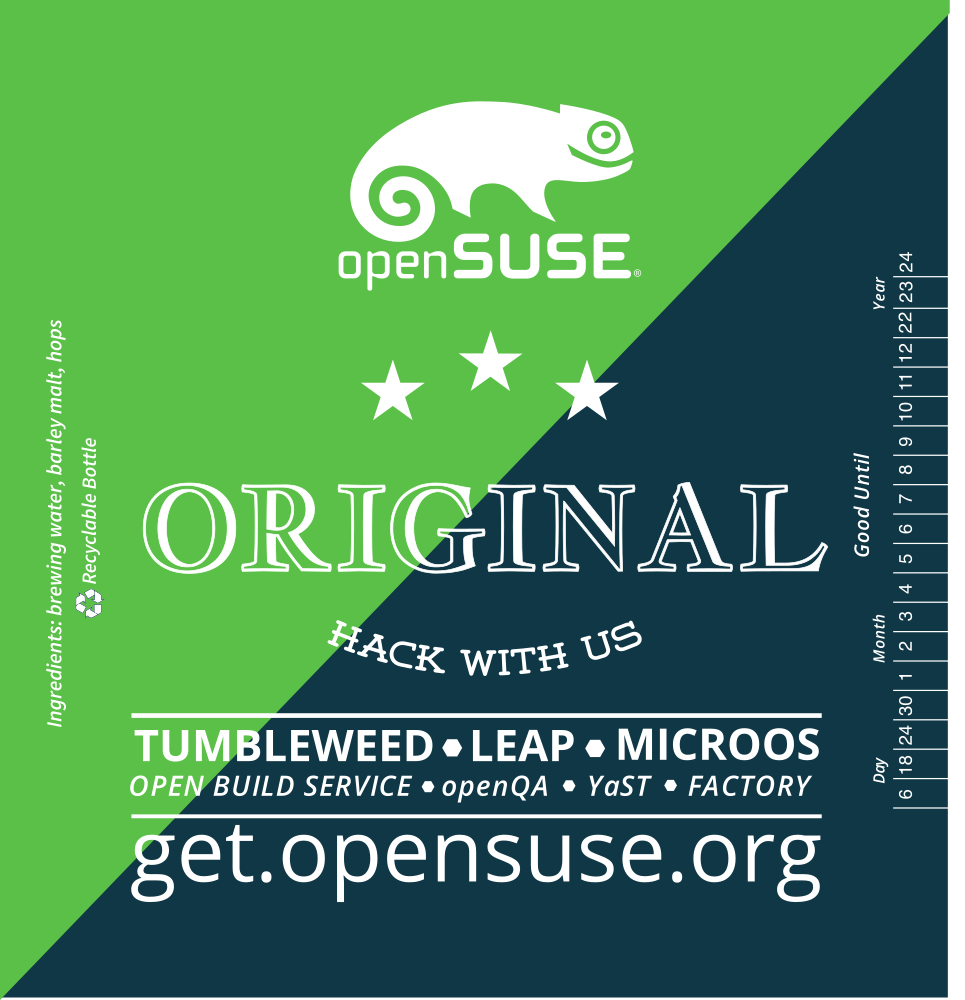 openSUSE®
ORIGINAL
HACK WITH US
TUMBLEWEED • LEAP • MICROOS
OPEN BUILD SERVICE • openQA • YaST • FACTORY
get.opensuse.org
Ingredients: brewing water, barley malt, hops
Recyclable Bottle
Good Until
Day
Month
Year
6 18 24 30 1 2 3 4 5 6 7 8 9 10 11 12 22 23 24